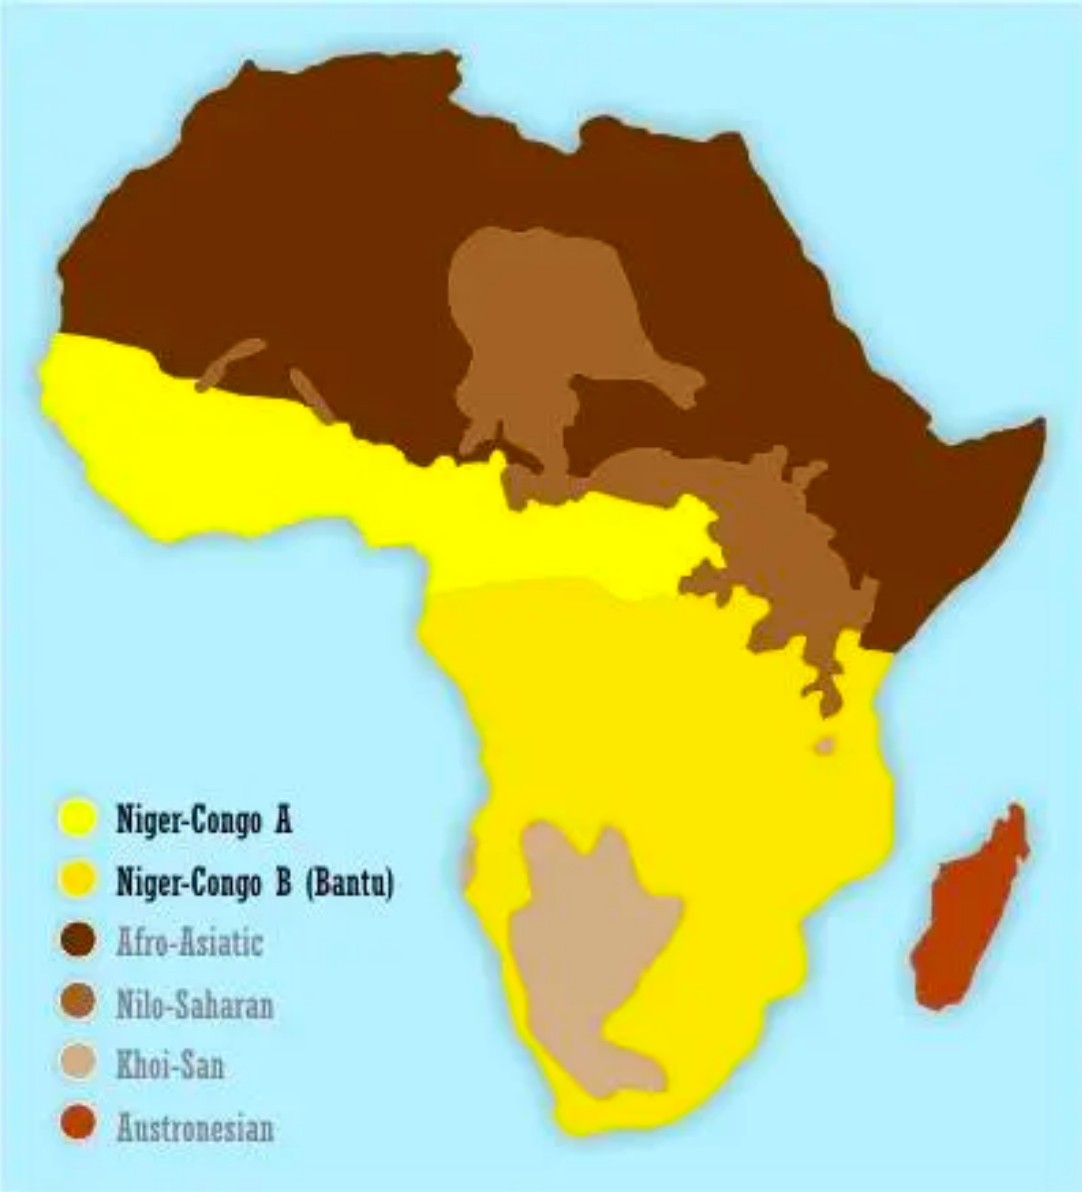 Niger-Congo A
Niger-Congo B (Bantu)
Afro-Asiatic
Nilo-Saharan
Khoi-San
Austronesian